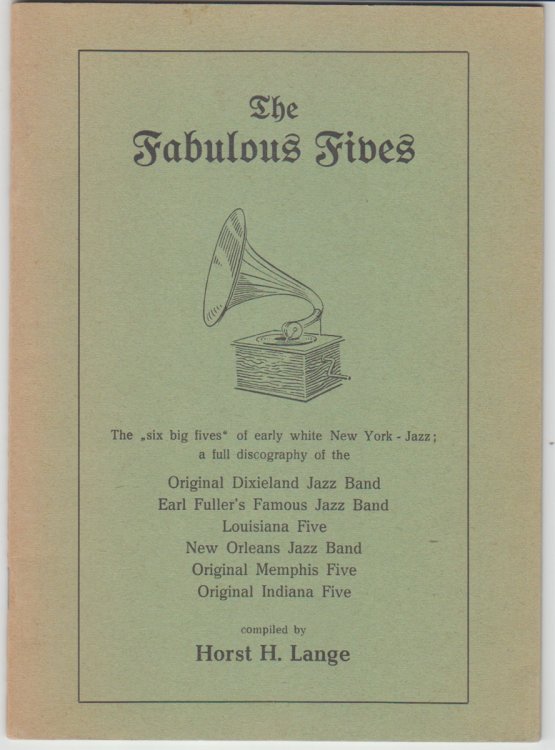 The
Fabulous Fives
The „six big fives“ of early white New York - Jazz;
a full discography of the
Original Dixieland Jazz Band
Earl Fuller's Famous Jazz Band
Louisiana Five
New Orleans Jazz Band
Original Memphis Five
Original Indiana Five
compiled by
Horst H. Lange